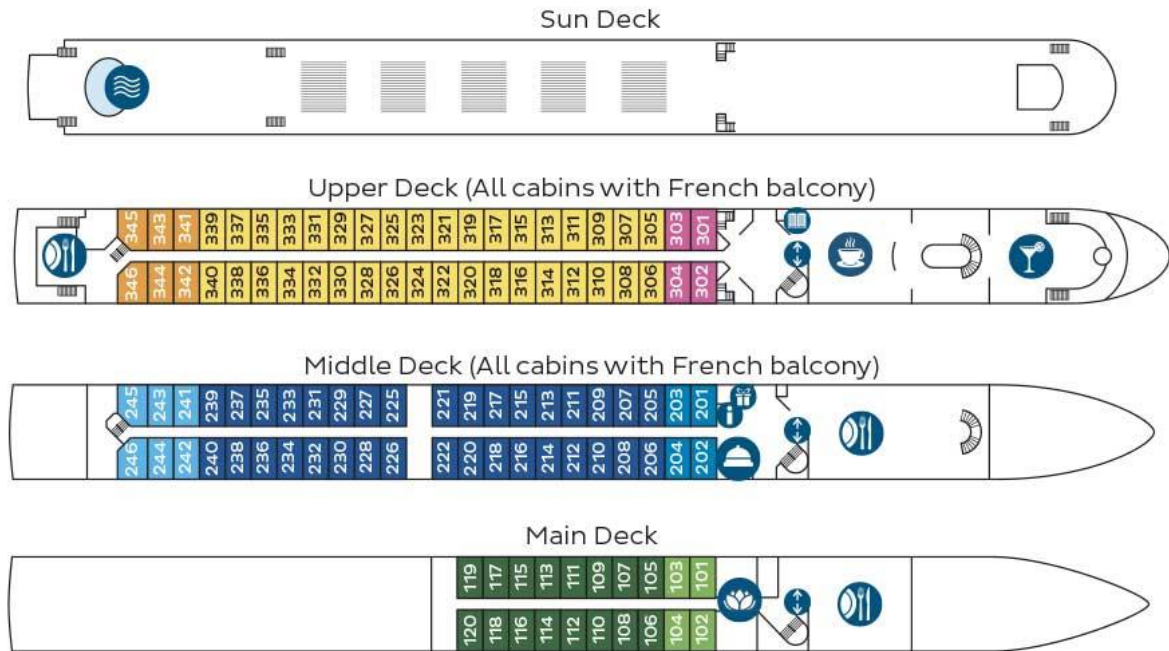 Sun Deck
Upper Deck (All cabins with French balcony)
345 343 341 339 337 335 333 331 329 327 325 323 321 319 317 315 313 311 309 307 305 303 301
346 344 342 340 338 336 334 332 330 328 326 324 322 320 318 316 314 312 310 308 306 304 302
Middle Deck (All cabins with French balcony)
245 243 241 239 237 235 233 231 229 227 225 221 219 217 215 213 211 209 207 205 203 201
246 244 242 240 238 236 234 232 230 228 226 222 220 218 216 214 212 210 208 206 204 202
Main Deck
119 117 115 113 111 109 107 105 103 101
120 118 116 114 112 110 108 106 104 102